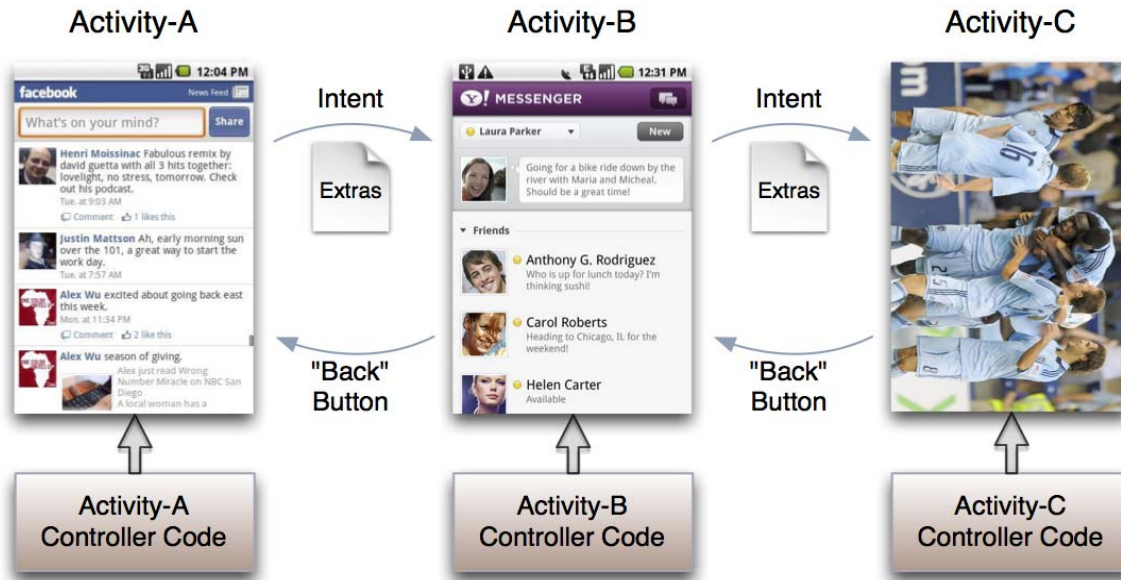 Activity-A
Activity-B
Activity-C
12:04 PM
facebook
News Feed
What's on your mind?
Share
Henri Moissinac Fabulous remix by
david guetta with all 3 hits together:
lovelight, no stress, tomorrow. Check
out his podcast.
Tue. at 9:03 AM
Comment 1 likes this
Justin Mattson Ah, early morning sun
over the 101, a great way to start the
work day.
Tue. at 7:57 AM
Alex Wu excited about going back east
this week.
Mon. at 11:34 PM
Comment 2 like this
Alex Wu season of giving.
Alex just read Wrong
Number Miracle on NBC San
Diego
A local woman has a
Intent
Extras
"Back"
Button
12:31 PM
Y! MESSENGER
Laura Parker
New
Going for a bike ride down by the
river with Maria and Micheal.
Should be a great time!
Friends
Anthony G. Rodriguez
Who is up for lunch today? I'm
thinking sushi!
Carol Roberts
Heading to Chicago, IL for the
weekend!
Helen Carter
Available
Intent
Extras
"Back"
Button
16
25
8
Activity-A
Controller Code
Activity-B
Controller Code
Activity-C
Controller Code